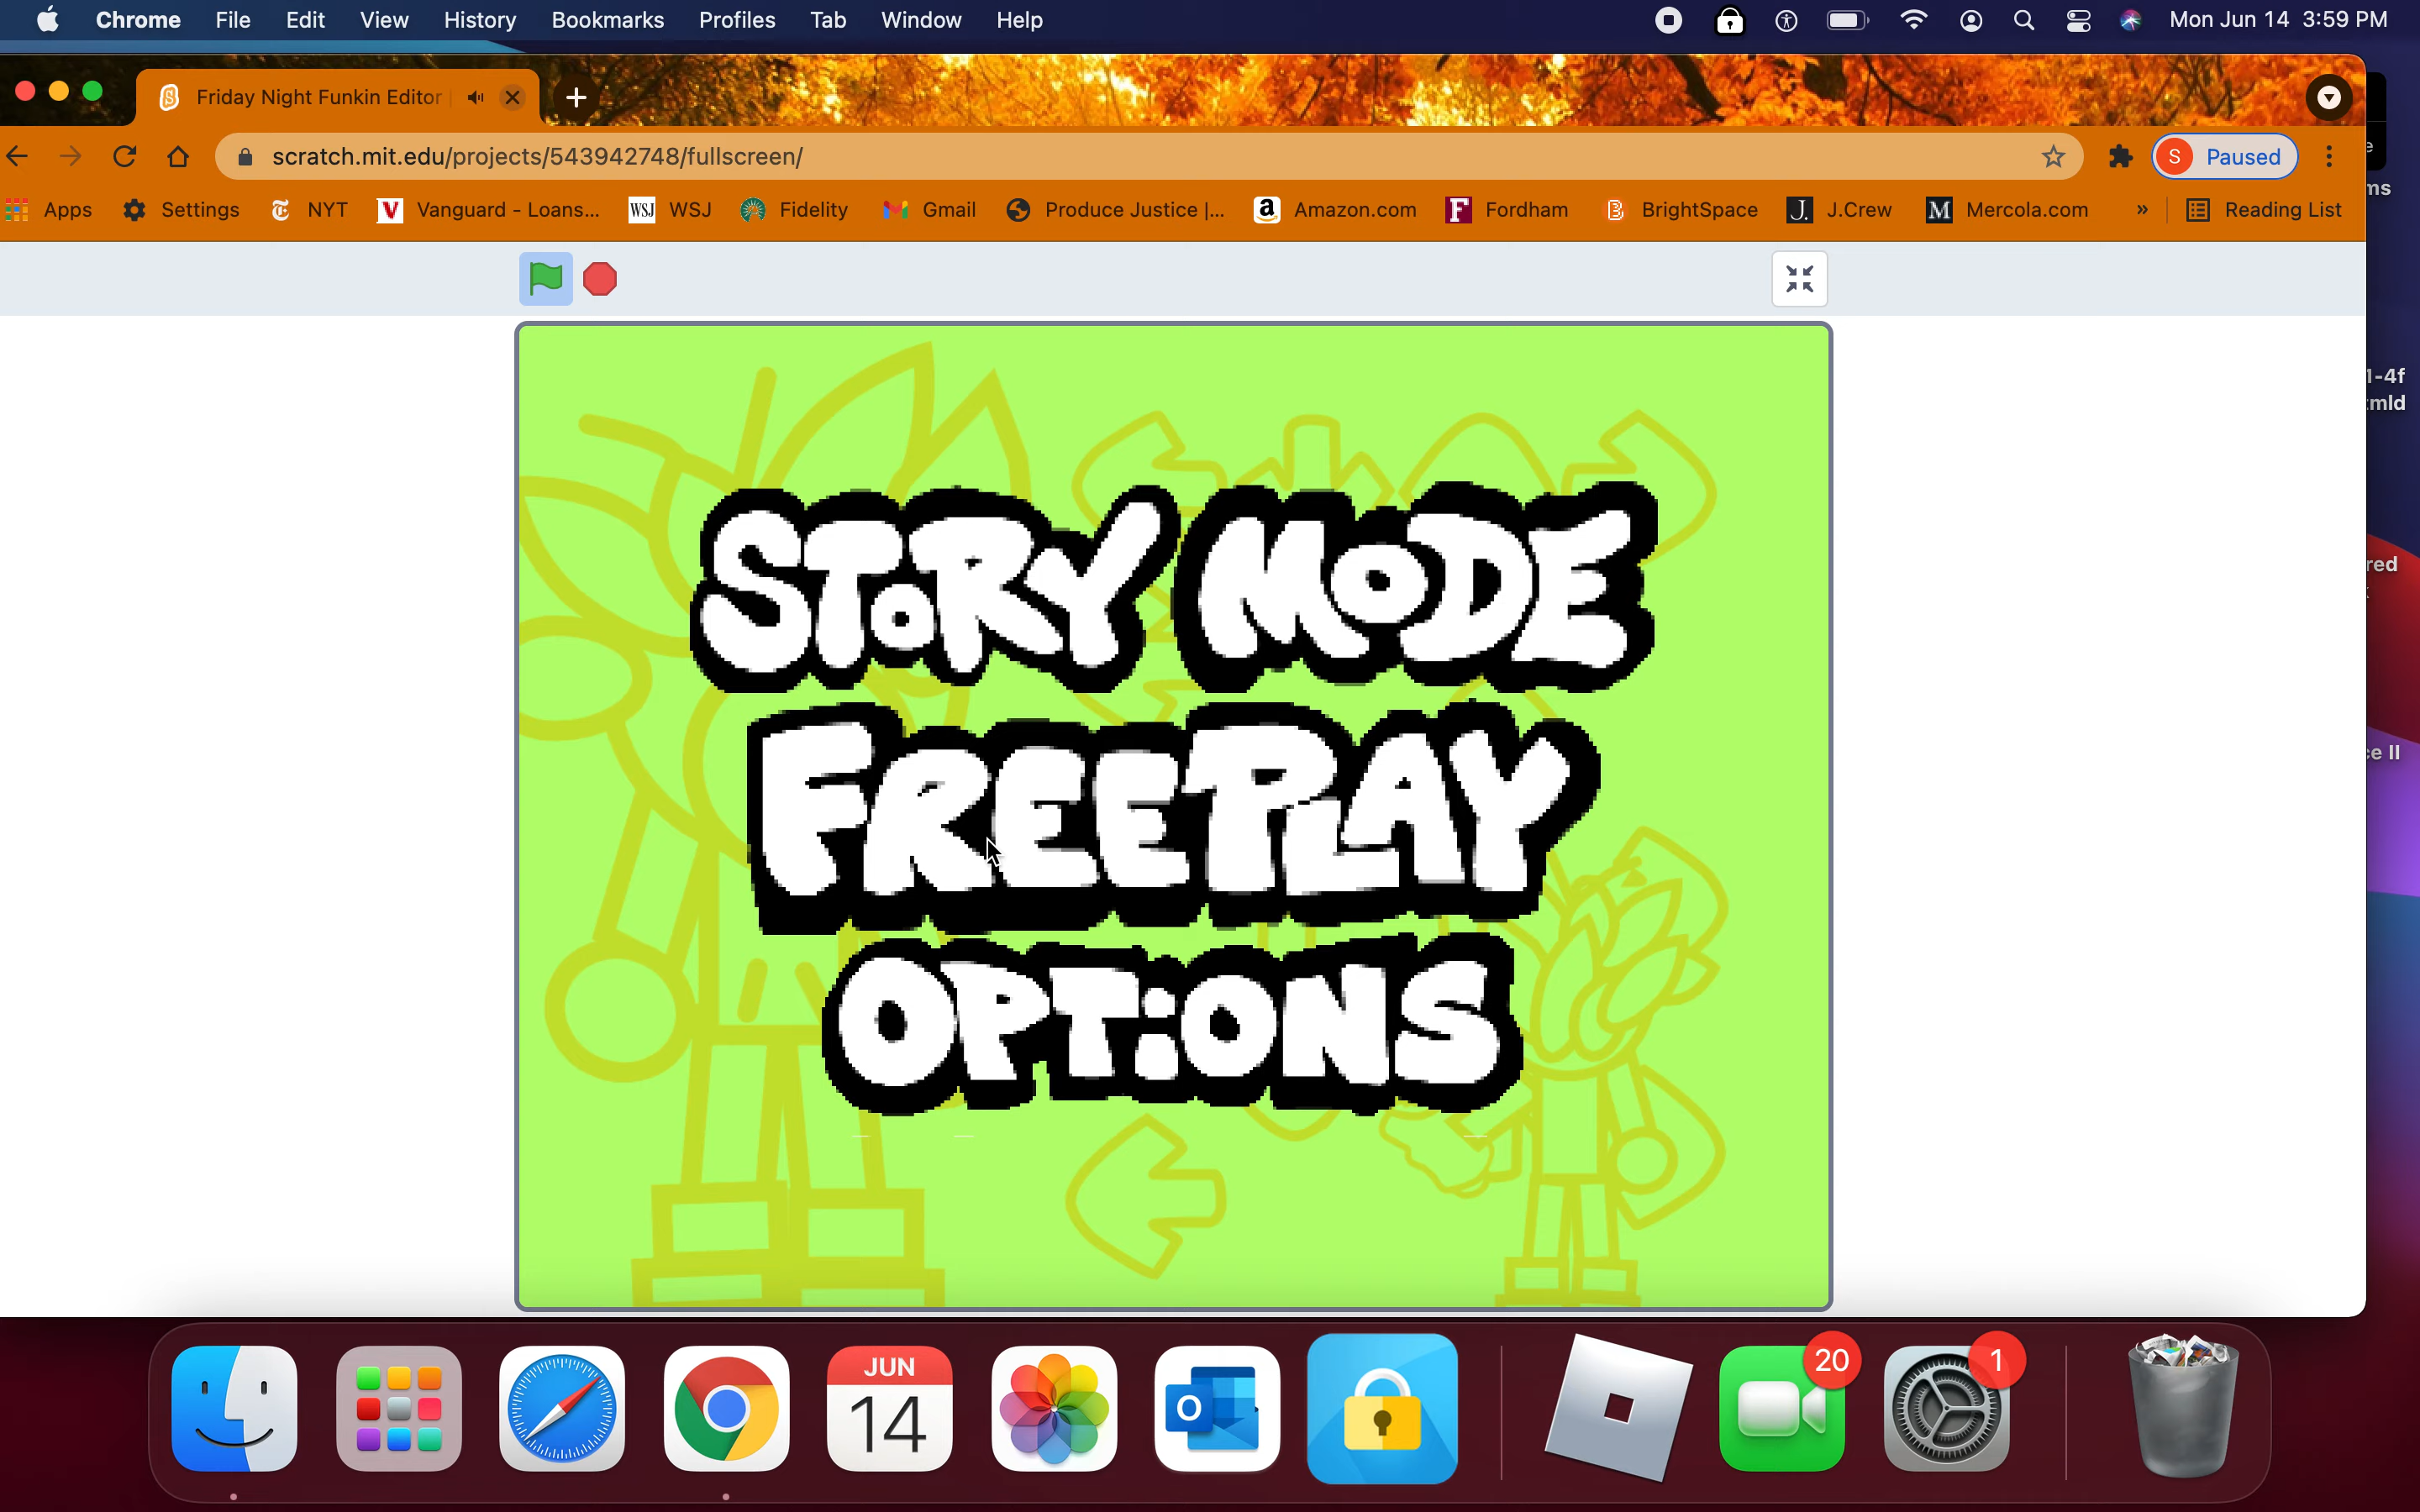 Chrome File Edit View History Bookmarks Profiles Tab Window Help Mon Jun 14 3:59 PM
Friday Night Funkin Editor
scratch.mit.edu/projects/543942748/fullscreen/ S Paused
Apps Settings NYT Vanguard - Loans... WSJ WSJ Fidelity Gmail Produce Justice |... Amazon.com Fordham BrightSpace J.Crew Mercola.com » Reading List
STORY MODE
FREEPLAY
OPTiONS
JUN
14
20
1